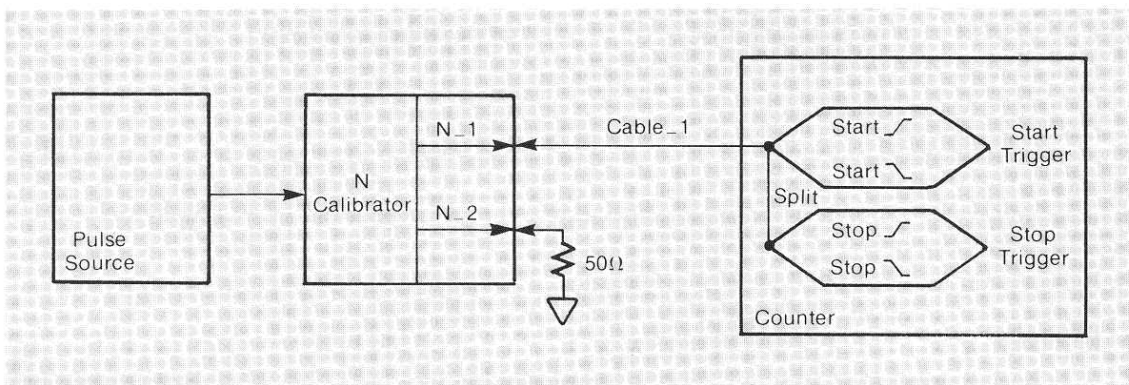 Pulse
Source
N
Calibrator
N_1
N_2
50Ω
Cable_1
Start
Start
Split
Stop
Stop
Start
Trigger
Stop
Trigger
Counter